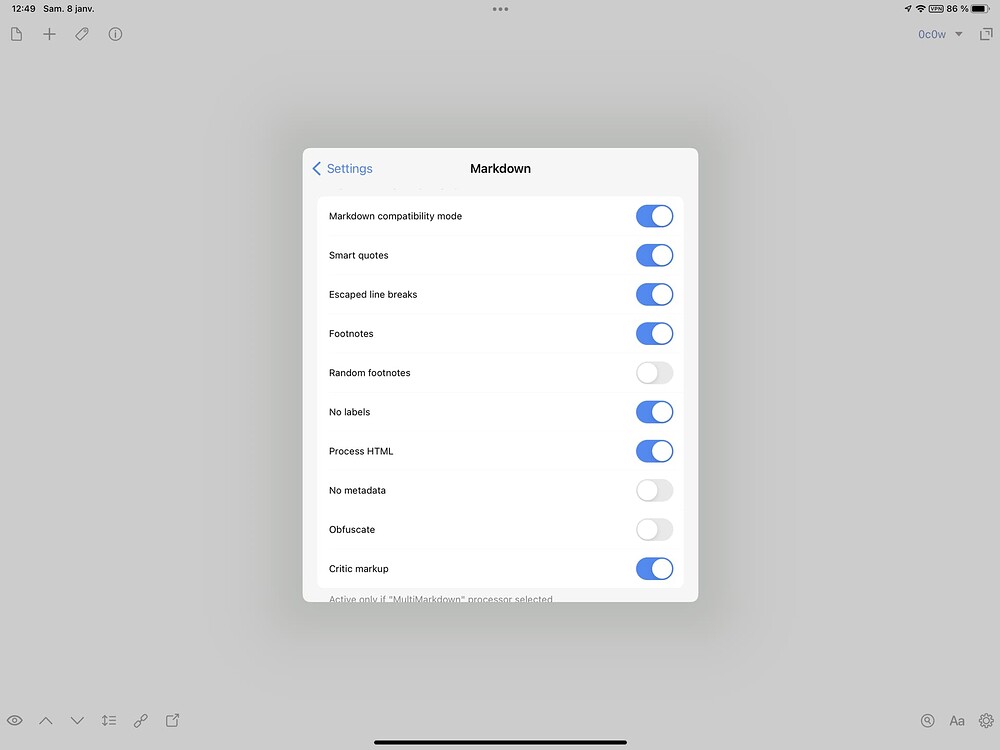 12:49 Sam. 8 janv.
VPN 86 %
0c0w
Settings
Markdown
Markdown compatibility mode
Smart quotes
Escaped line breaks
Footnotes
Random footnotes
No labels
Process HTML
No metadata
Obfuscate
Critic markup
Active only if "MultiMarkdown" processor selected
Aa